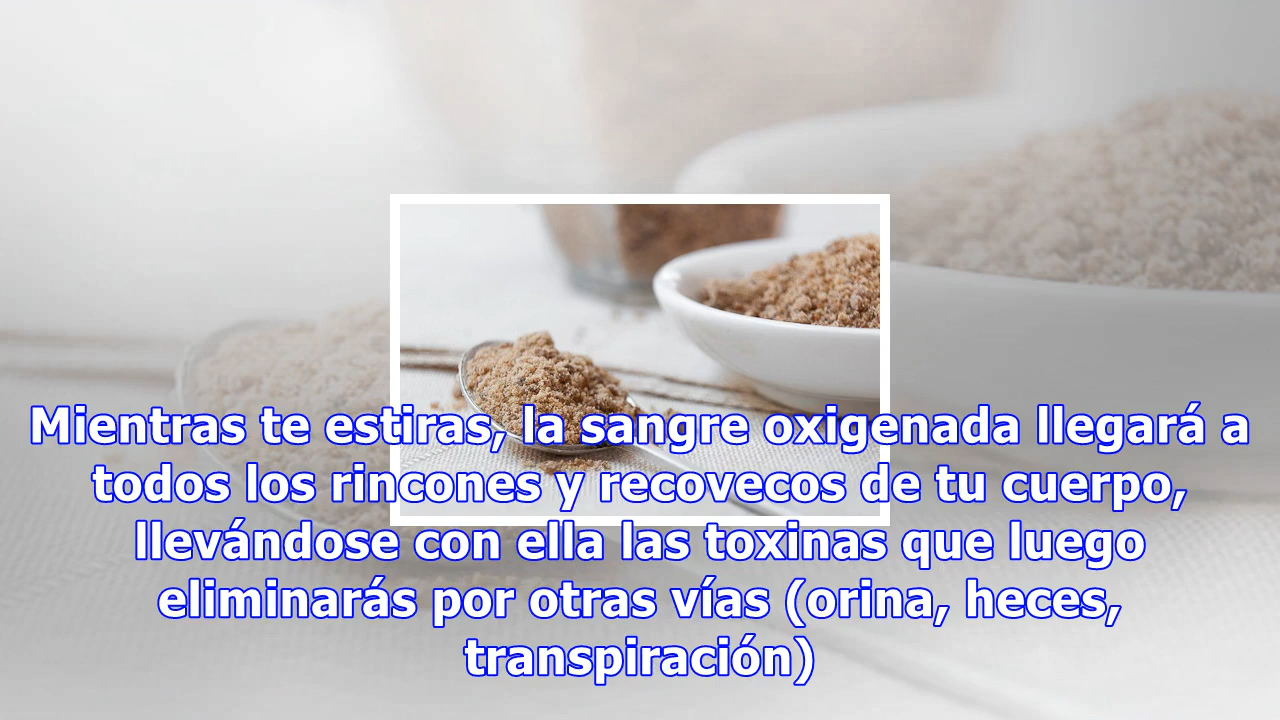 Mientras te estiras, la sangre oxigenada llegará a
todos los rincones y recovecos de tu cuerpo,
llevándose con ella las toxinas que luego
eliminarás por otras vías (orina, heces,
transpiración)